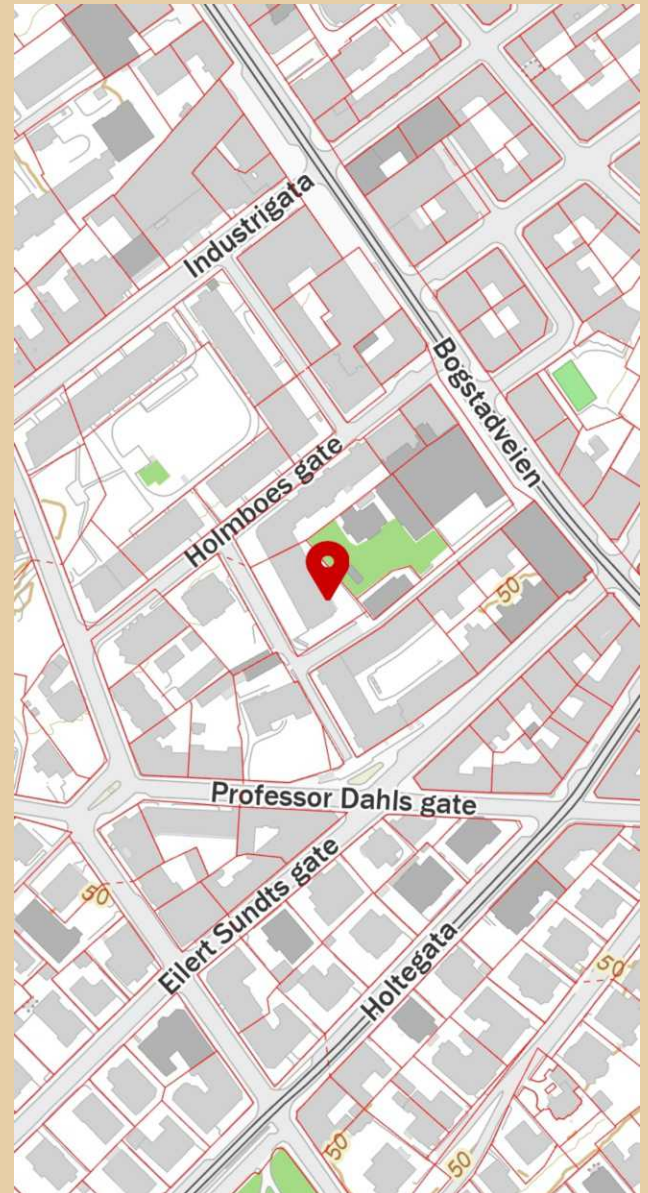 Industrigata
Bogstadveien
Holmboes gate
50
Professor Dahls gate
50
Eilert Sundts gate
Holtegata
50
50
50